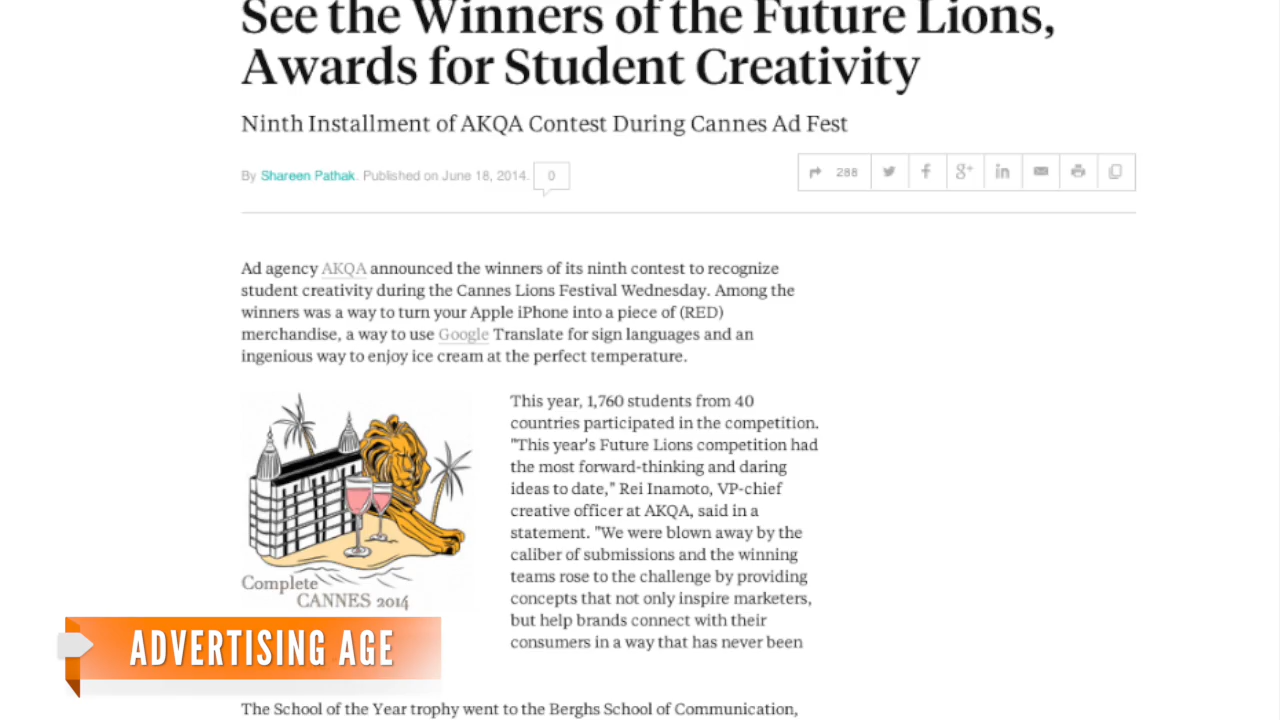 See the Winners of the Future Lions,
Awards for Student Creativity
Ninth Installment of AKQA Contest During Cannes Ad Fest
By Shareen Pathak. Published on June 18, 2014. 0
288
Ad agency AKQA announced the winners of its ninth contest to recognize
student creativity during the Cannes Lions Festival Wednesday. Among the
winners was a way to turn your Apple iPhone into a piece of (RED)
merchandise, a way to use Google Translate for sign languages and an
ingenious way to enjoy ice cream at the perfect temperature.
Complete
CANNES 2014
This year, 1,760 students from 40
countries participated in the competition.
"This year's Future Lions competition had
the most forward-thinking and daring
ideas to date," Rei Inamoto, VP-chief
creative officer at AKQA, said in a
statement. "We were blown away by the
caliber of submissions and the winning
teams rose to the challenge by providing
concepts that not only inspire marketers,
but help brands connect with their
consumers in a way that has never been
ADVERTISING AGE
The School of the Year trophy went to the Berghs School of Communication,